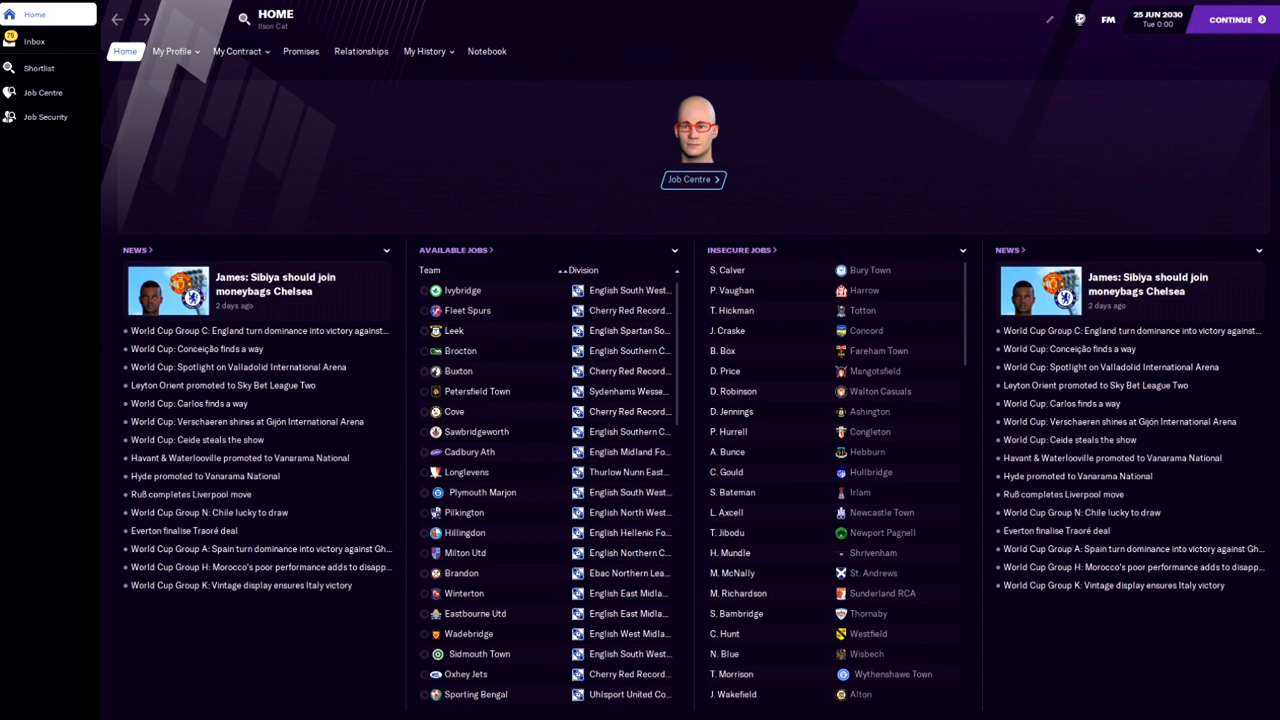 Home
75
Inbox
Shortlist
Job Centre
Job Security
HOME
Ilson Cat
FM
25 JUN 2030
Tue 0:00
CONTINUE
Home
My Profile
My Contract
Promises
Relationships
My History
Notebook
Job Centre
NEWS
James: Sibiya should join
moneybags Chelsea
2 days ago
World Cup Group C: England turn dominance into victory against...
World Cup: Conceição finds a way
World Cup: Spotlight on Valladolid International Arena
Leyton Orient promoted to Sky Bet League Two
World Cup: Carlos finds a way
World Cup: Verschaeren shines at Gijón International Arena
World Cup: Ceide steals the show
Havant & Waterlooville promoted to Vanarama National
Hyde promoted to Vanarama National
Ruß completes Liverpool move
World Cup Group N: Chile lucky to draw
Everton finalise Traoré deal
World Cup Group A: Spain turn dominance into victory against Gh...
World Cup Group H: Morocco's poor performance adds to disapp...
World Cup Group K: Vintage display ensures Italy victory
AVAILABLE JOBS
Team Division
Ivybridge English South West...
Fleet Spurs Cherry Red Record...
Leek English Spartan So...
Brocton English Southern C...
Buxton Cherry Red Record...
Petersfield Town Sydenhams Wesse...
Cove Cherry Red Record...
Sawbridgeworth English Southern C...
Cadbury Ath English Midland Fo...
Longlevens Thurlow Nunn East...
Plymouth Marjon English South West...
Pilkington English North West...
Hillingdon English Hellenic Fo...
Milton Utd English Northern C...
Brandon Ebac Northern Lea...
Winterton English East Midla...
Eastbourne Utd English East Midla...
Wadebridge English West Midla...
Sidmouth Town English South West...
Oxhey Jets Cherry Red Record...
Sporting Bengal Uhlsport United Co...
INSECURE JOBS
S. Calver Bury Town
P. Vaughan Harrow
T. Hickman Totton
J. Craske Concord
B. Box Fareham Town
D. Price Mangotsfield
D. Robinson Walton Casuals
D. Jennings Ashington
P. Hurrell Congleton
A. Bunce Hebburn
C. Gould Hullbridge
S. Bateman Irlam
L. Axcell Newcastle Town
T. Jibodu Newport Pagnell
H. Mundle Shrivenham
M. McNally St. Andrews
M. Richardson Sunderland RCA
S. Bambridge Thornaby
C. Hunt Westfield
N. Blue Wisbech
T. Morrison Wythenshawe Town
J. Wakefield Alton
NEWS
James: Sibiya should join
moneybags Chelsea
2 days ago
World Cup Group C: England turn dominance into victory against...
World Cup: Conceição finds a way
World Cup: Spotlight on Valladolid International Arena
Leyton Orient promoted to Sky Bet League Two
World Cup: Carlos finds a way
World Cup: Verschaeren shines at Gijón International Arena
World Cup: Ceide steals the show
Havant & Waterlooville promoted to Vanarama National
Hyde promoted to Vanarama National
Ruß completes Liverpool move
World Cup Group N: Chile lucky to draw
Everton finalise Traoré deal
World Cup Group A: Spain turn dominance into victory against Gh...
World Cup Group H: Morocco's poor performance adds to disapp...
World Cup Group K: Vintage display ensures Italy victory